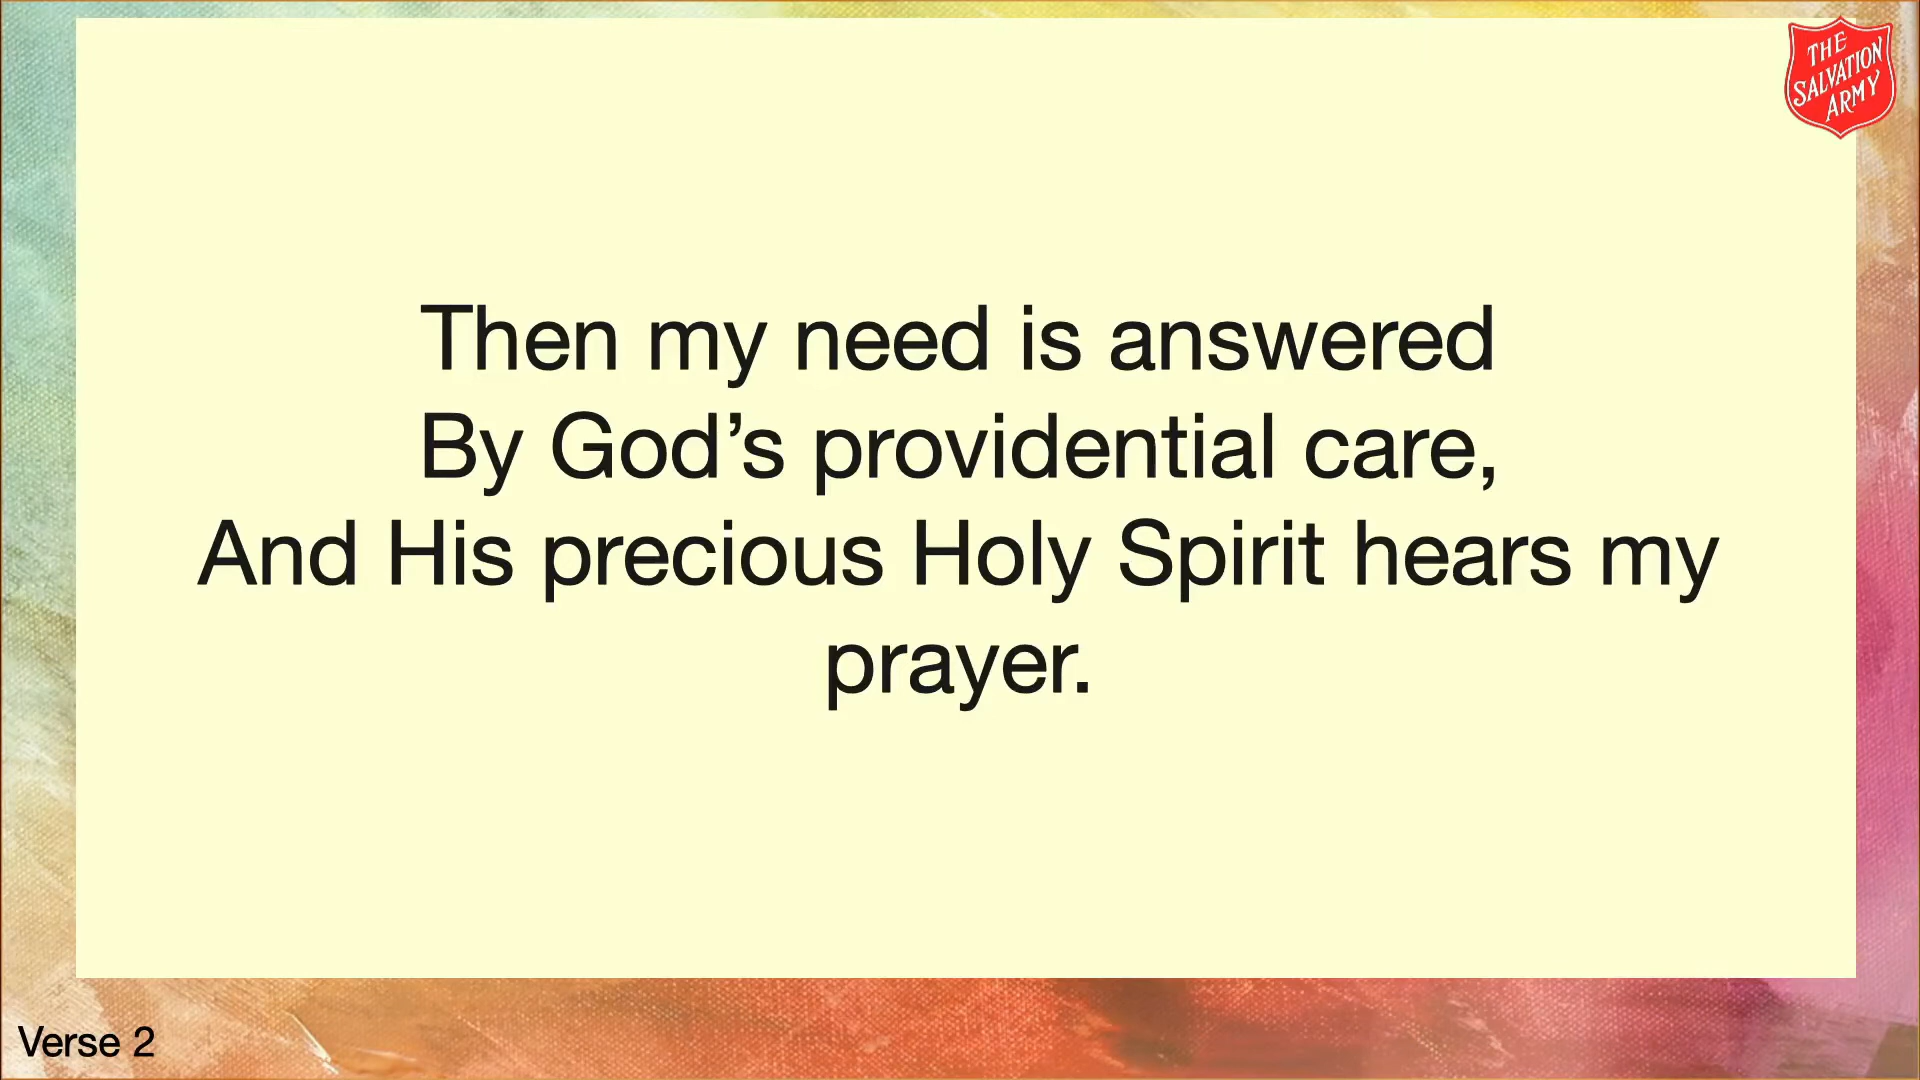 THE
SALVATION
ARMY
Then my need is answered
By God’s providential care,
And His precious Holy Spirit hears my
prayer.
Verse 2